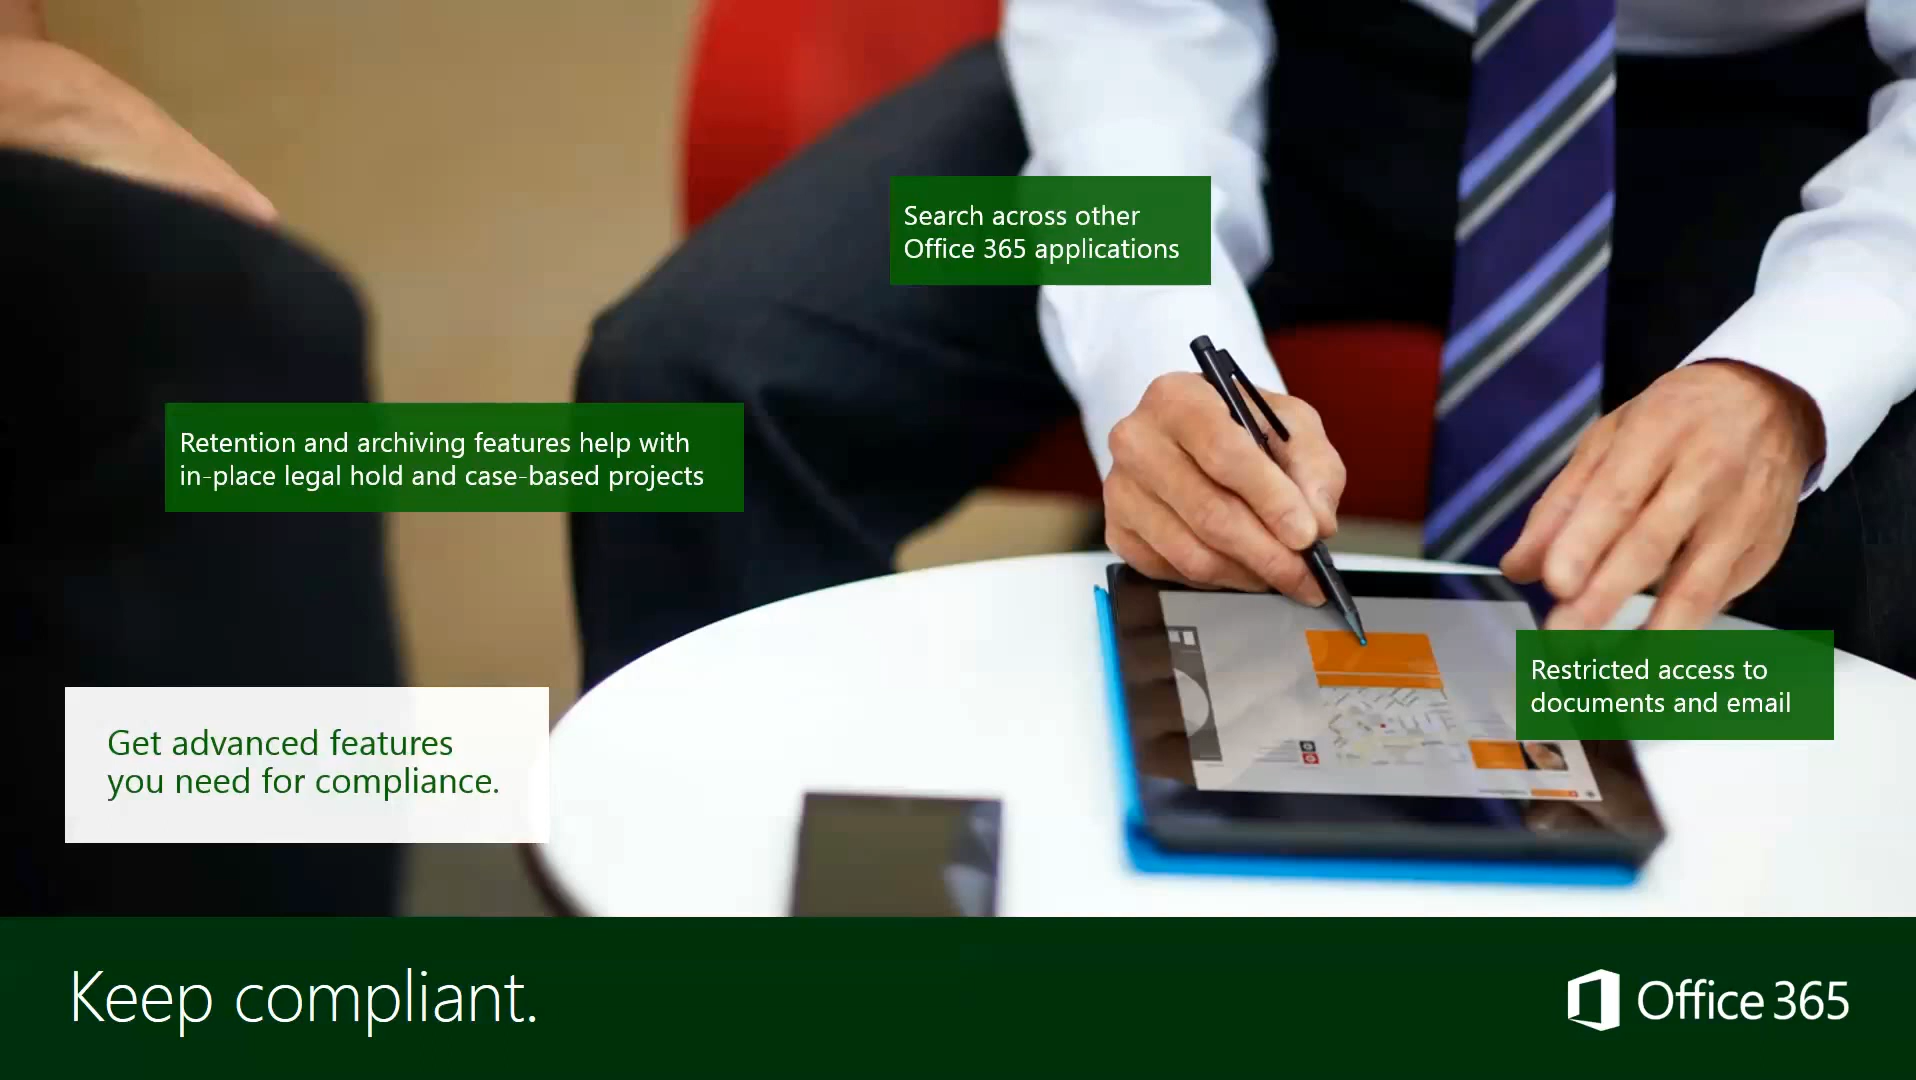 Search across other
Office 365 applications
Retention and archiving features help with
in-place legal hold and case-based projects
Restricted access to
documents and email
Get advanced features
you need for compliance.
Keep compliant.
Office 365